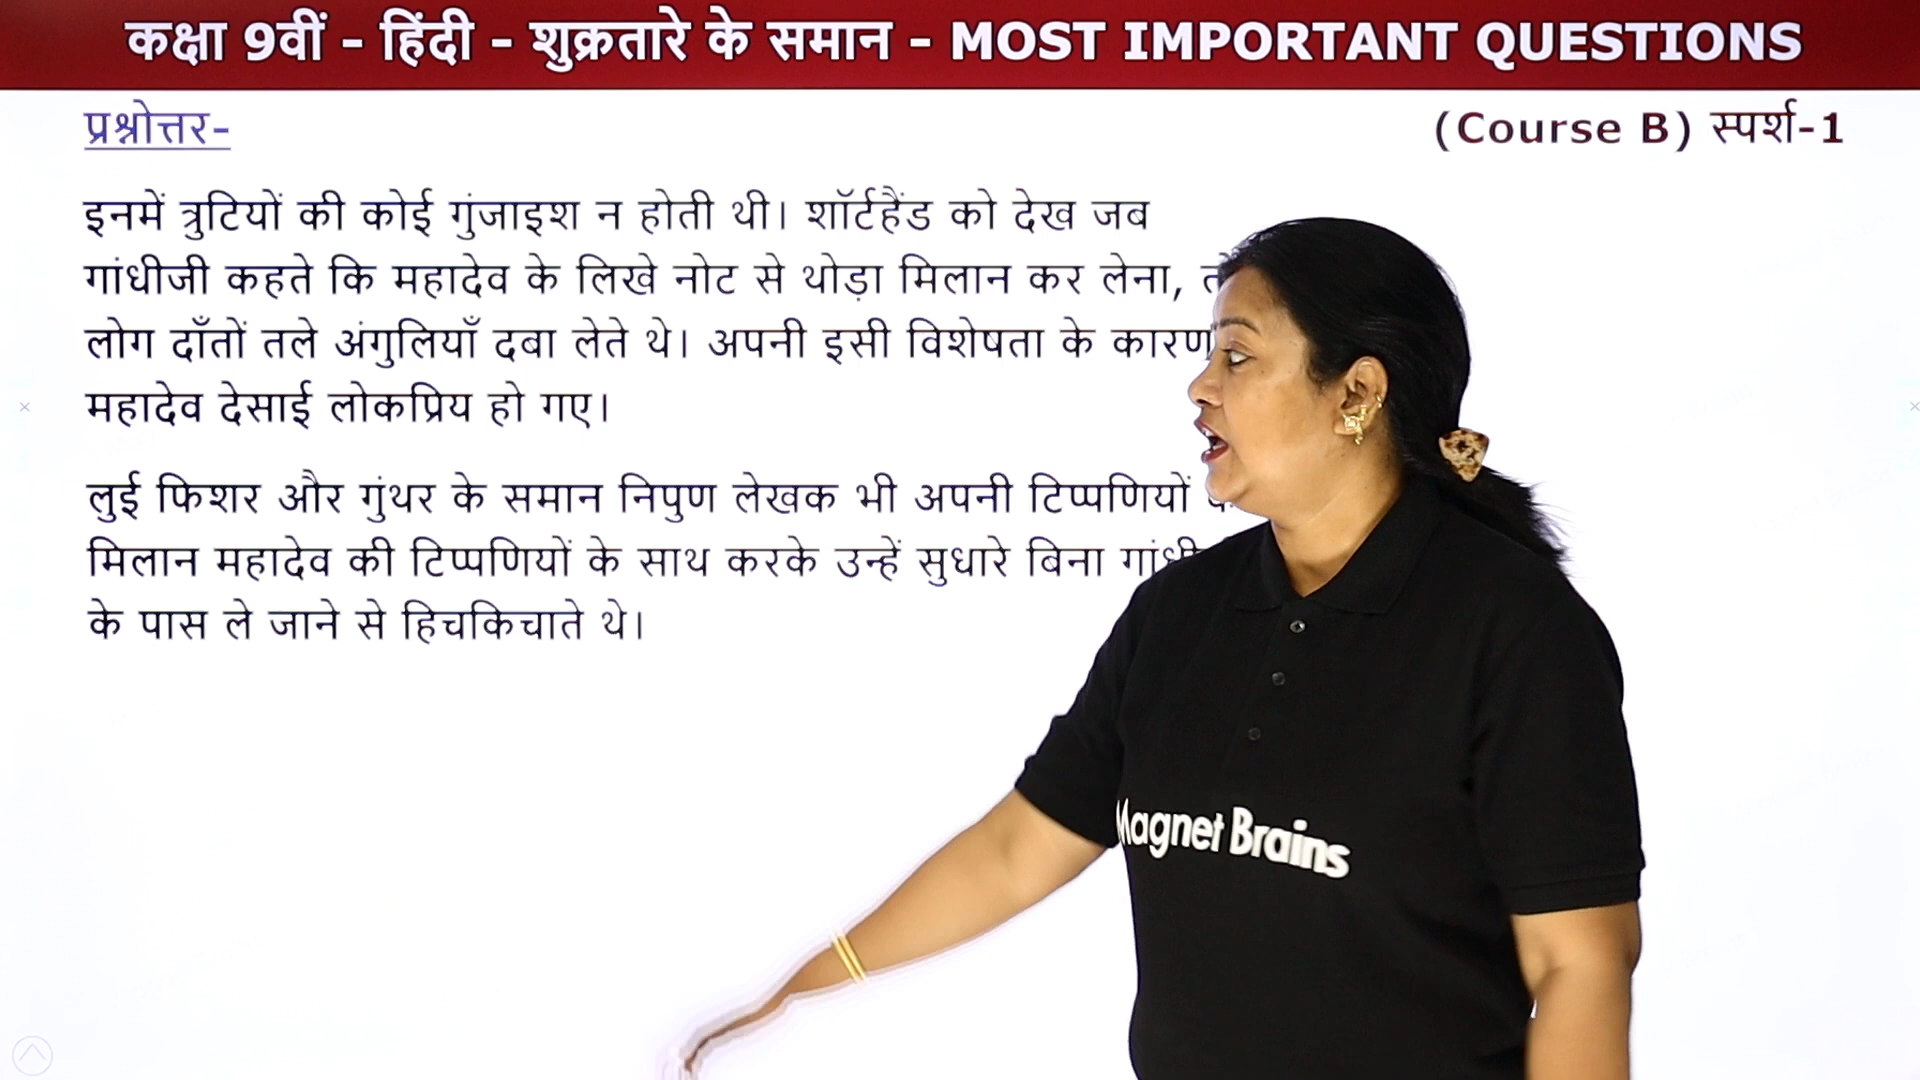 कक्षा 9वीं - हिंदी - शुक्रतारे के समान - MOST IMPORTANT QUESTIONS
प्रश्नोत्तर-
(Course B) स्पर्श-1
इनमें त्रुटियों की कोई गुंजाइश न होती थी। शॉर्टहैंड को देख जब
गांधीजी कहते कि महादेव के लिखे नोट से थोड़ा मिलान कर लेना,
लोग दाँतों तले अंगुलियाँ दबा लेते थे। अपनी इसी विशेषता के कारण
महादेव देसाई लोकप्रिय हो गए।
लुई फिशर और गुंथर के समान निपुण लेखक भी अपनी टिप्पणियों
मिलान महादेव की टिप्पणियों के साथ करके उन्हें सुधारे बिना
के पास ले जाने से हिचकिचाते थे।
Magnet Brains